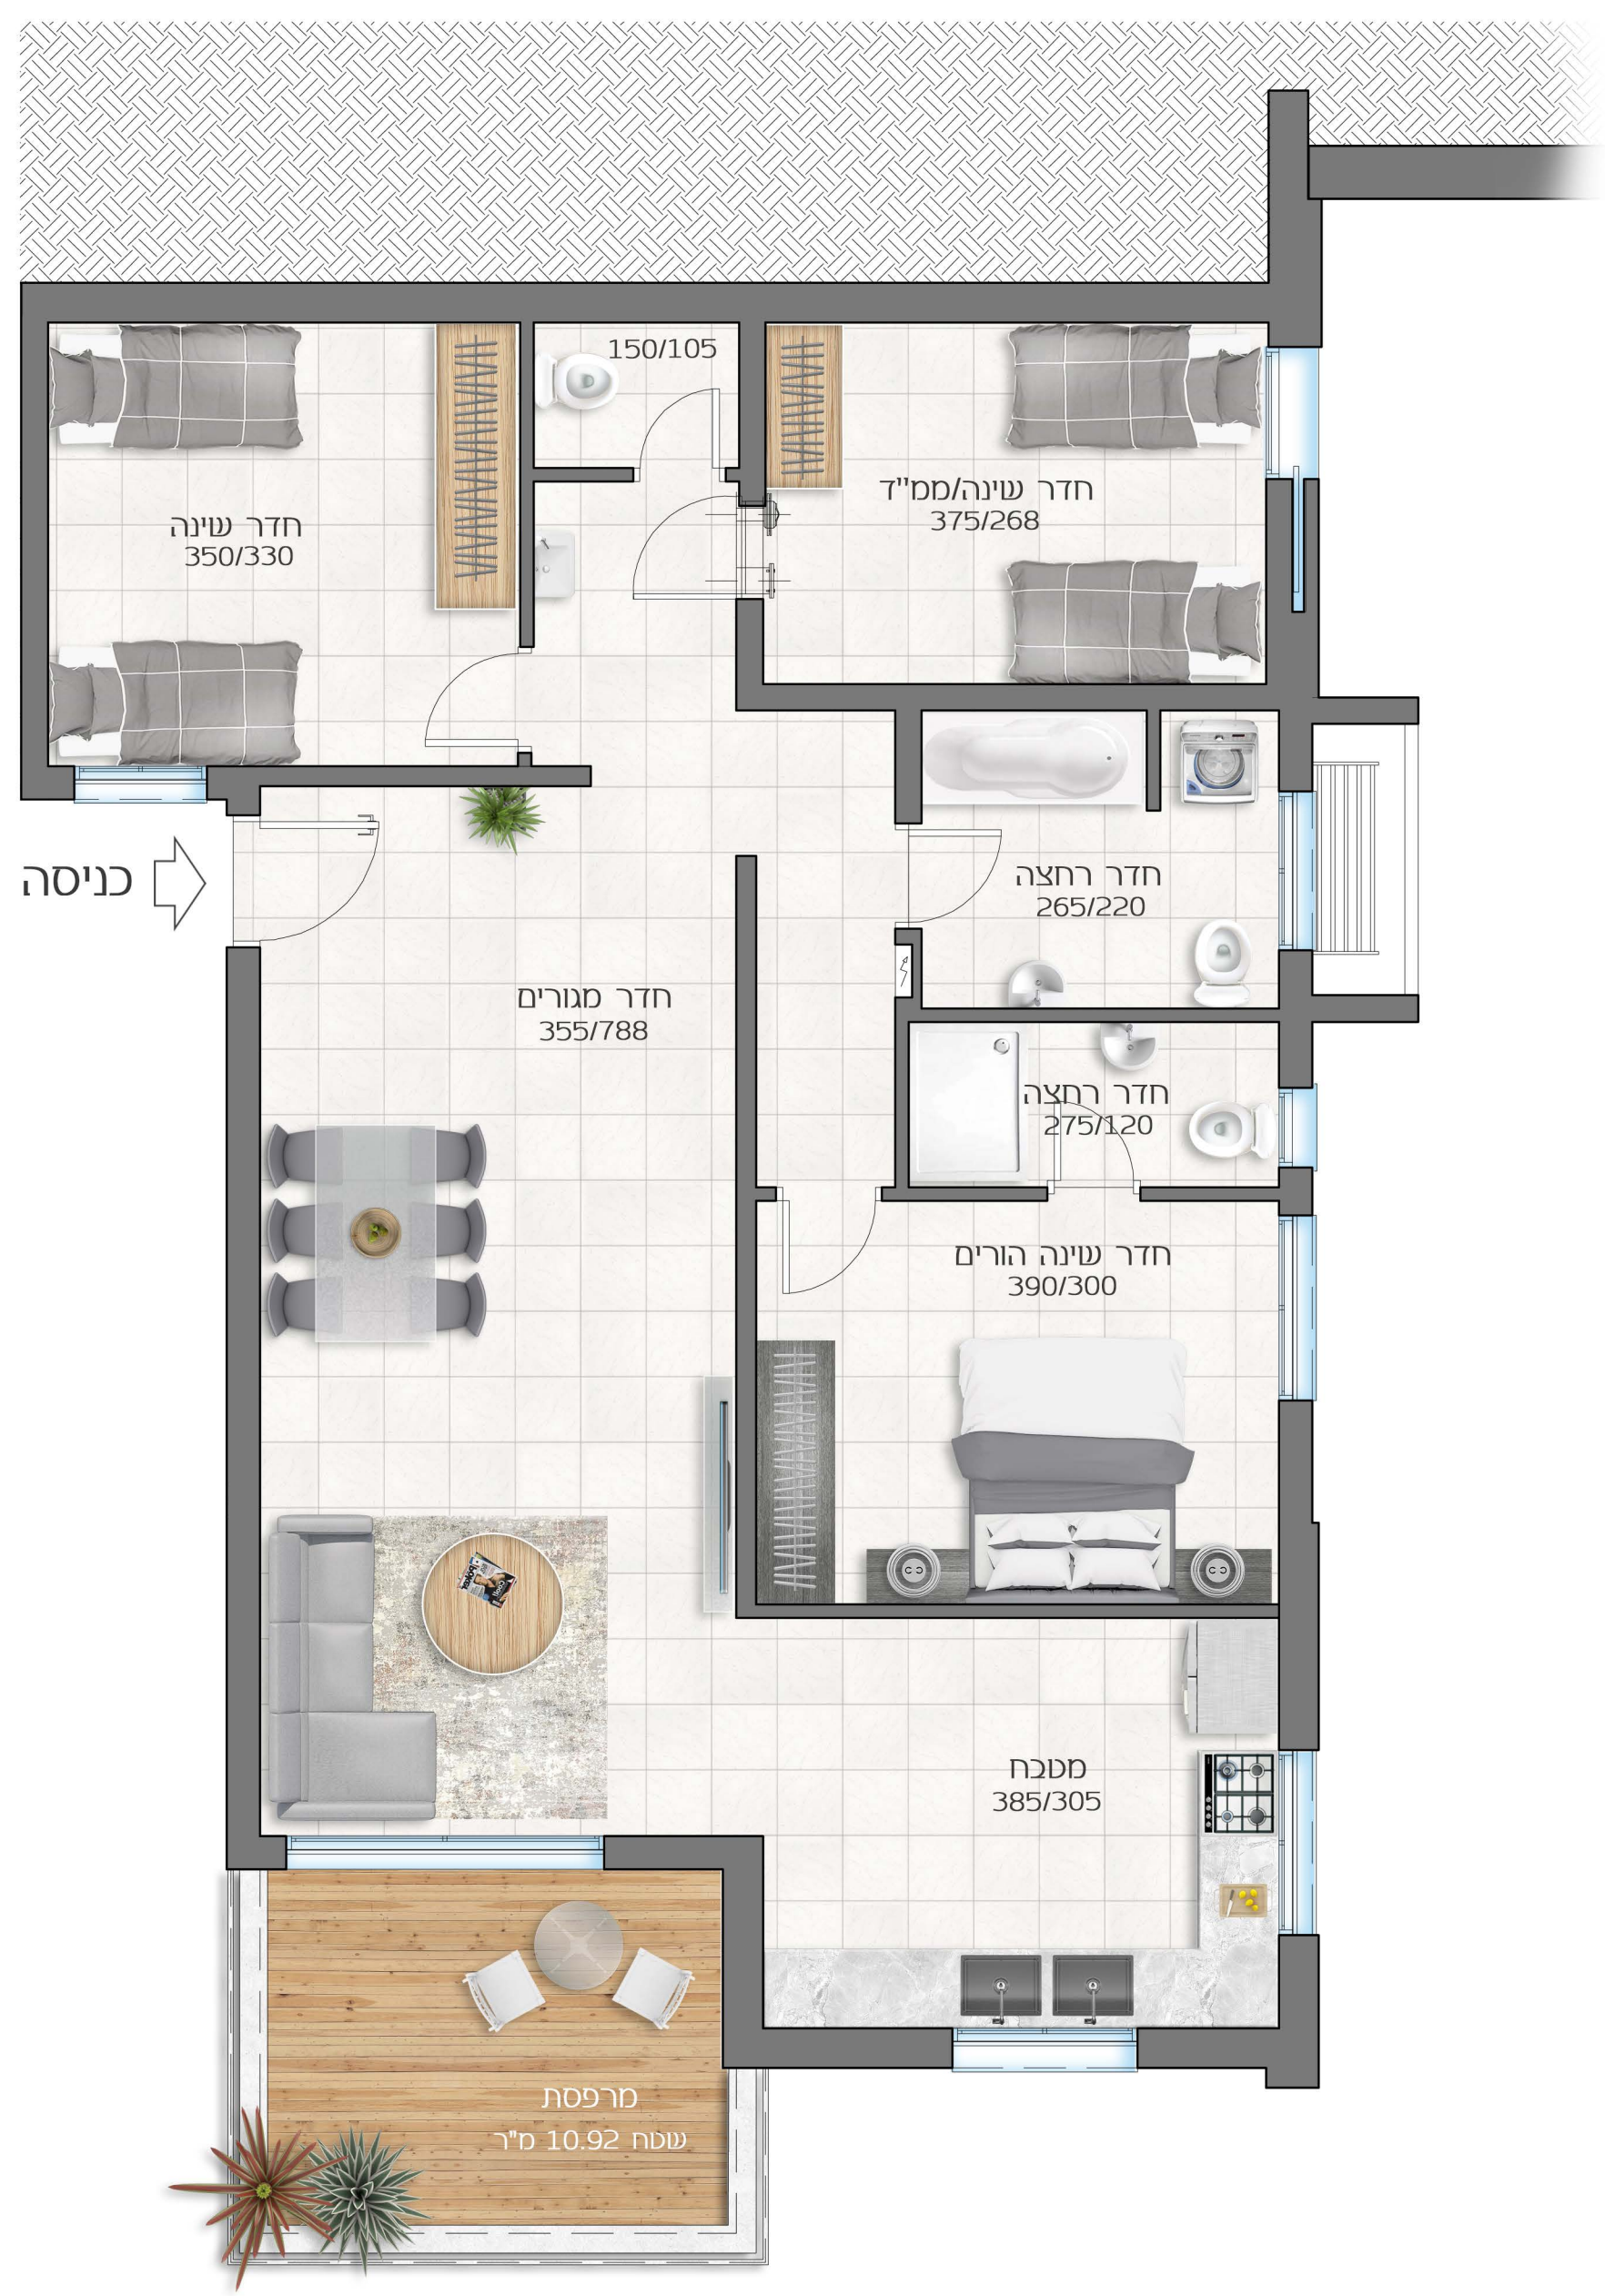 150/105
חדר שינה/ממ"ד
375/268
חדר שינה
350/330
כניסה
חדר רחצה
265/220
חדר מגורים
355/788
חדר רחצה
275/120
חדר שינה הורים
390/300
מטבח
385/305
מרפסת
שטח 10.92 מ"ר